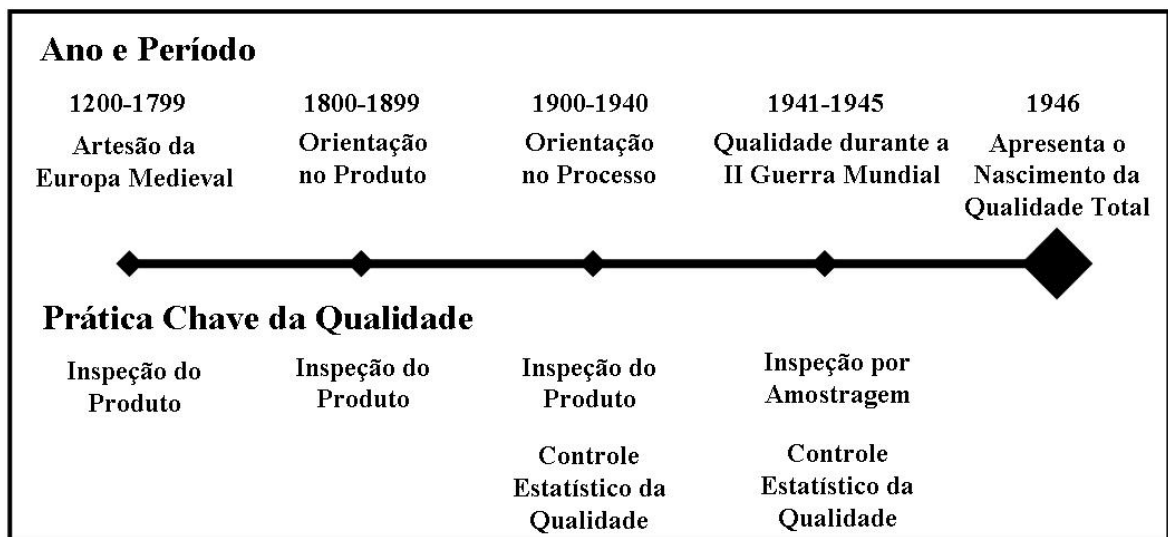 Ano e Período
1200-1799
Artesão da
Europa Medieval
1800-1899
Orientação
no Produto
1900-1940
Orientação
no Processo
1941-1945
Qualidade durante a
II Guerra Mundial
1946
Apresenta o
Nascimento da
Qualidade Total
Prática Chave da Qualidade
Inspeção do
Produto
Inspeção do
Produto
Inspeção do
Produto
Controle
Estatístico da
Qualidade
Inspeção por
Amostragem
Controle
Estatístico da
Qualidade